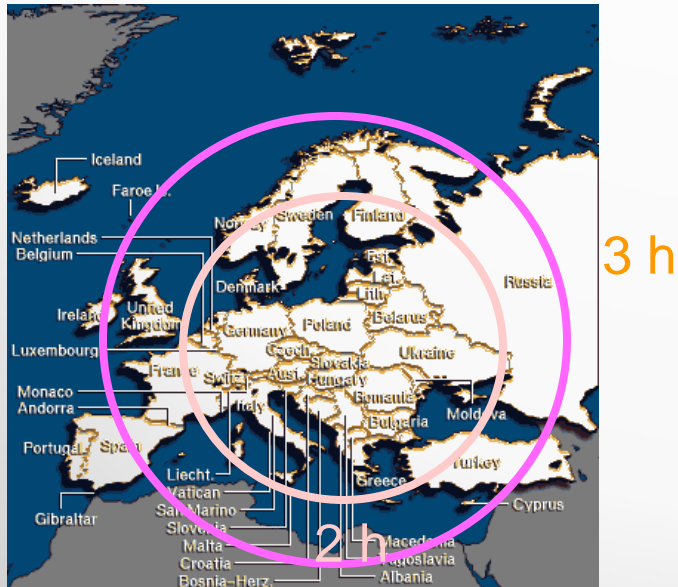 Iceland
Faroe Is.
Norway
Sweden
Finland
Netherlands
Belgium
Est.
3 h
Lat.
Russia
Denmark
Lith.
Ireland
United
Kingdom
Belarus
Germany
Poland
Luxembourg
Czech.
Ukraine
Slovakia
France
Switz.
Aust.
Hungary
Monaco
Romania
Andorra
Italy
Moldova
Bulgaria
Portugal
Spain
Turkey
Liecht.
Greece
Vatican
Cyprus
San Marino
Gibraltar
Slovenia
2 h
Macedonia
Malta
Yugoslavia
Croatia
Albania
Bosnia-Herz.